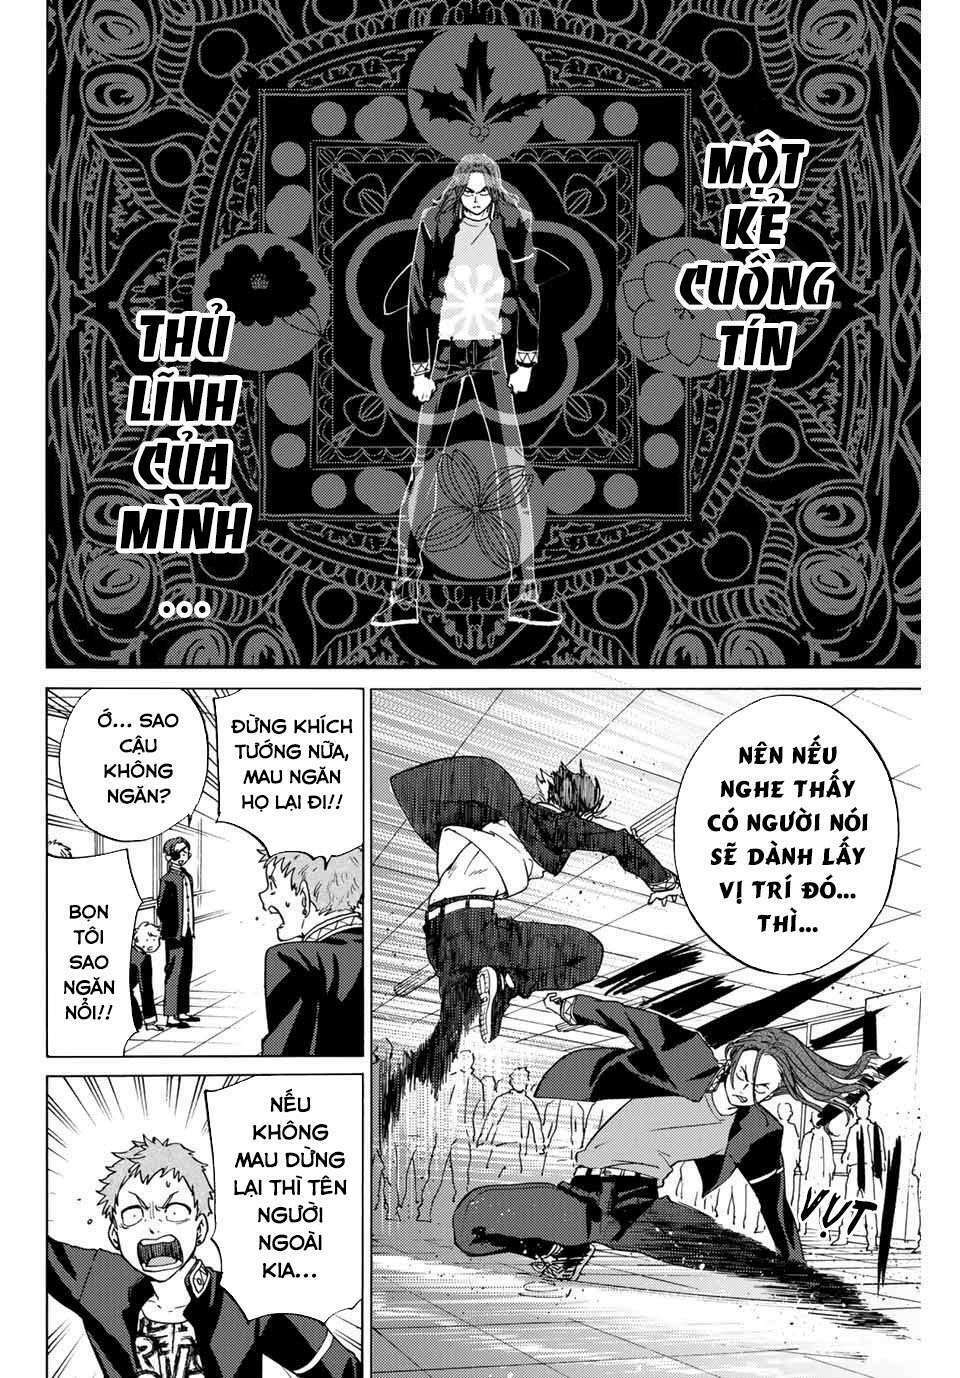 MỘT
KẺ
CUỒNG
TÍN
THỦ
LĨNH
CỦA
MÌNH
...
NÊN NẾU
NGHE THẤY
CÓ NGƯỜI NÓI
SẼ DÀNH LẤY
VỊ TRÍ ĐÓ...
THÌ...
VỤT
ĐỪNG KHÍCH
TƯỚNG NỮA,
MAU NGĂN
HỌ LẠI ĐI!!
Ớ... SAO
CẬU
KHÔNG
NGĂN?
BỌN
TÔI
SAO
NGĂN
NỔI!!
NẾU
KHÔNG
MAU DỪNG
LẠI THÌ TÊN
NGƯỜI
NGOÀI
KIA...